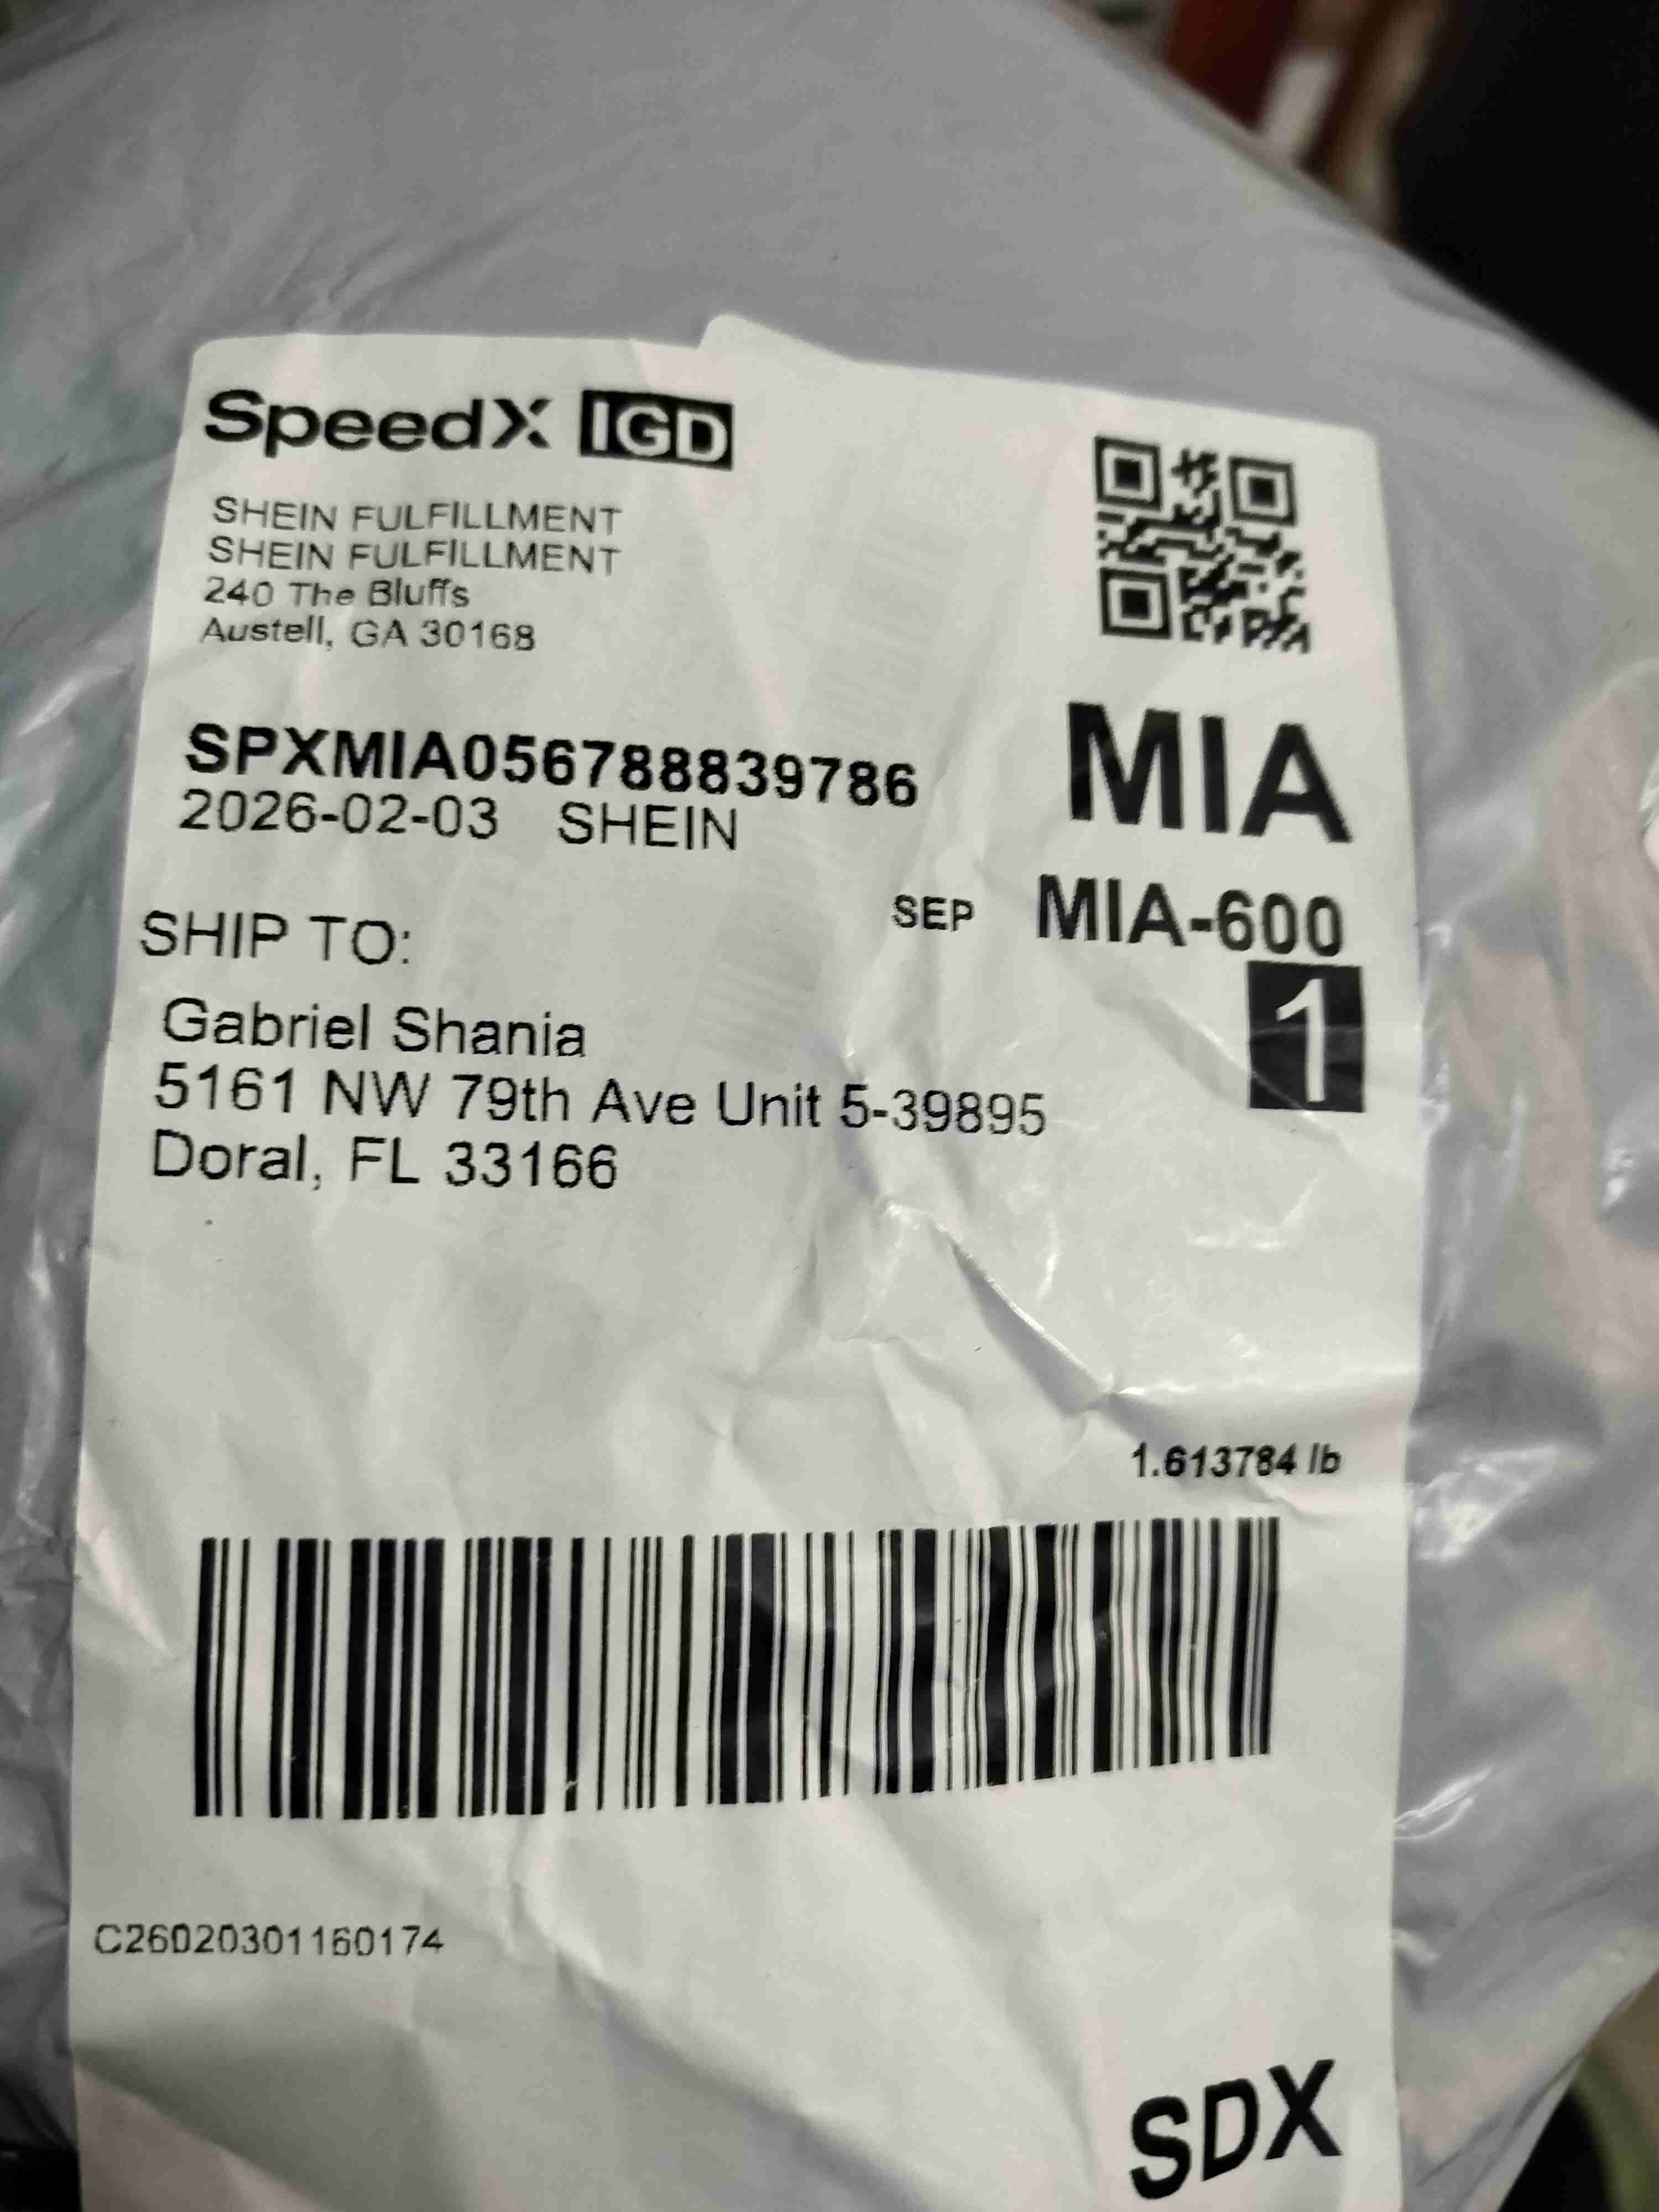 SpeedX IGD
SHEIN FULFILLMENT
SHEIN FULFILLMENT
240 The Bluffs
Austell, GA 30168
SPXMIA056788839786
2026-02-03 SHEIN
MIA
SEP MIA-600
1
SHIP TO:
Gabriel Shania
5161 NW 79th Ave Unit 5-39895
Doral, FL 33166
1.613784 lb
C26020301160174
SDX